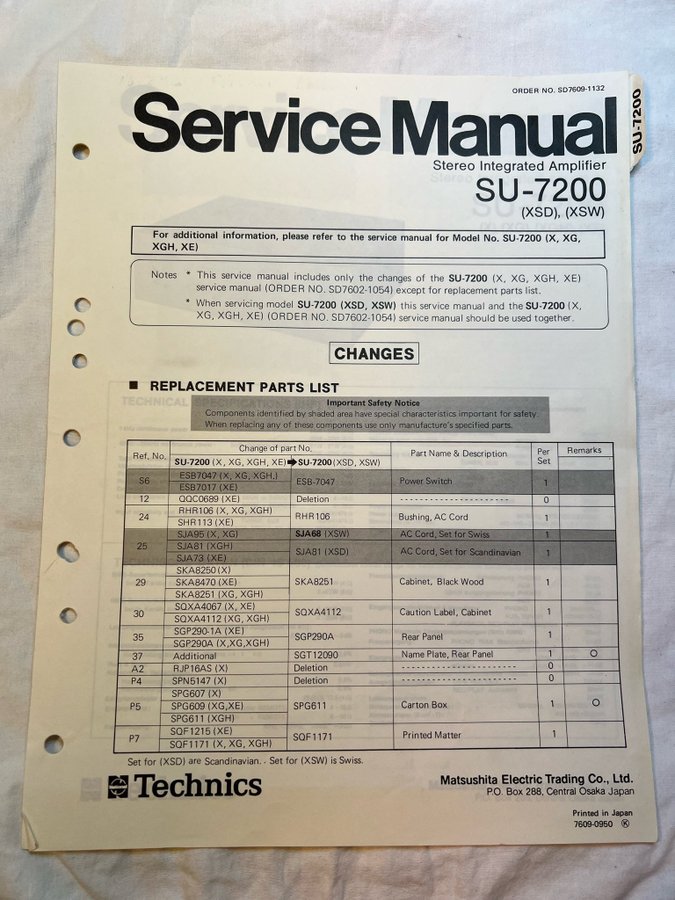 ORDER NO. SD7609-1132
Service Manual
SU-7200
Stereo Integrated Amplifier
SU-7200
(XSD), (XSW)
For additional information, please refer to the service manual for Model No. SU-7200 (X, XG,
XGH, XE)
Notes * This service manual includes only the changes of the SU-7200 (X, XG, XGH, XE)
service manual (ORDER NO. SD7602-1054) except for replacement parts list.
* When servicing model SU-7200 (XSD, XSW) this service manual and the SU-7200 (X,
XG, XGH, XE) (ORDER NO. SD7602-1054) service manual should be used together.
CHANGES
■ REPLACEMENT PARTS LIST
Important Safety Notice
Components identified by shaded area have special characteristics important for safety.
When replacing any of these components use only manufacture's specified parts.
Ref. No. Change of part No. Part Name & Description Per Set Remarks
SU-7200 (X, XG, XGH, XE)➡SU-7200 (XSD, XSW)
S6 ESB7047 (X, XG, XGH,) ESB-7047 Power Switch 1
ESB7017 (XE)
12 QQC0689 (XE) Deletion - - - - - - - - - - - - - - - - - - - - - 0
24 RHR106 (X, XG, XGH) RHR106 Bushing, AC Cord 1
SHR113 (XE)
25 SJA95 (X, XG) SJA68 (XSW) AC Cord, Set for Swiss 1
SJA81 (XGH) SJA81 (XSD) AC Cord, Set for Scandinavian 1
SJA73 (XE)
29 SKA8250 (X) SKA8251 Cabinet, Black Wood 1
SKA8470 (XE)
SKA8251 (XG, XGH)
30 SQXA4067 (X, XE) SQXA4112 Caution Label, Cabinet 1
SQXA4112 (XG, XGH)
35 SGP290-1A (XE) SGP290A Rear Panel 1
SGP290A (X,XG,XGH)
37 Additional SGT12090 Name Plate, Rear Panel 1 O
A2 RJP16AS (X) Deletion - - - - - - - - - - - - - - - - - - - - - 0
P4 SPN5147 (X) Deletion - - - - - - - - - - - - - - - - - - - - - 0
P5 SPG607 (X) SPG611 Carton Box 1 O
SPG609 (XG,XE)
SPG611 (XGH)
P7 SQF1215 (XE) SQF1171 Printed Matter 1
SQF1171 (X, XG, XGH)
Set for (XSD) are Scandinavian. . Set for (XSW) is Swiss.
Technics
Matsushita Electric Trading Co., Ltd.
P.O. Box 288, Central Osaka Japan
Printed in Japan
7609-0950 Ⓚ